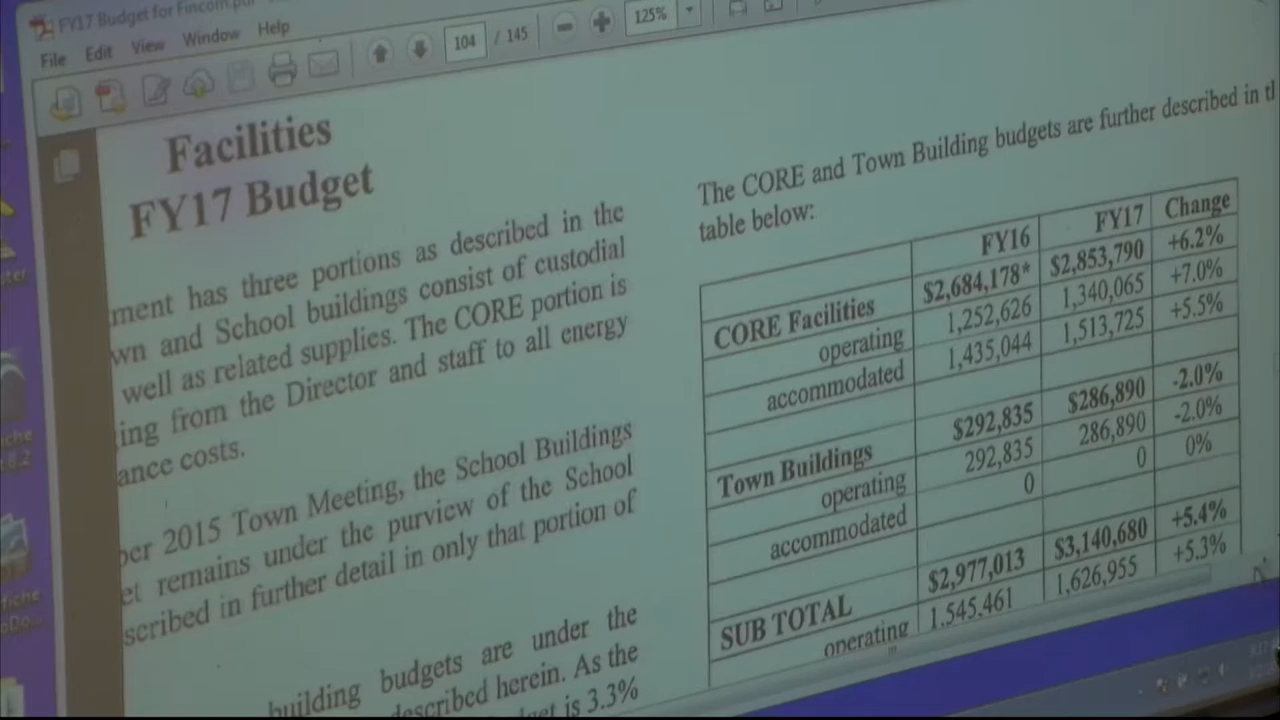 FY17 Budget for Fincom.pdf
File Edit View Window Help
104 / 145 125%
Facilities
FY17 Budget
ment has three portions as described in the
wn and School buildings consist of custodial
well as related supplies. The CORE portion is
ing from the Director and staff to all energy
ance costs.
ber 2015 Town Meeting, the School Buildings
et remains under the purview of the School
scribed in further detail in only that portion of
building budgets are under the
described herein. As the
get is 3.3%
The CORE and Town Building budgets are further described in th
table below:
FY16 FY17 Change
CORE Facilities $2,684,178* $2,853,790 +6.2%
operating 1,252,626 1,340,065 +7.0%
accommodated 1,435,044 1,513,725 +5.5%
Town Buildings $292,835 $286,890 -2.0%
operating 292,835 286,890 -2.0%
accommodated 0 0 0%
SUB TOTAL $2,977,013 $3,140,680 +5.4%
operating 1,545,461 1,626,955 +5.3%